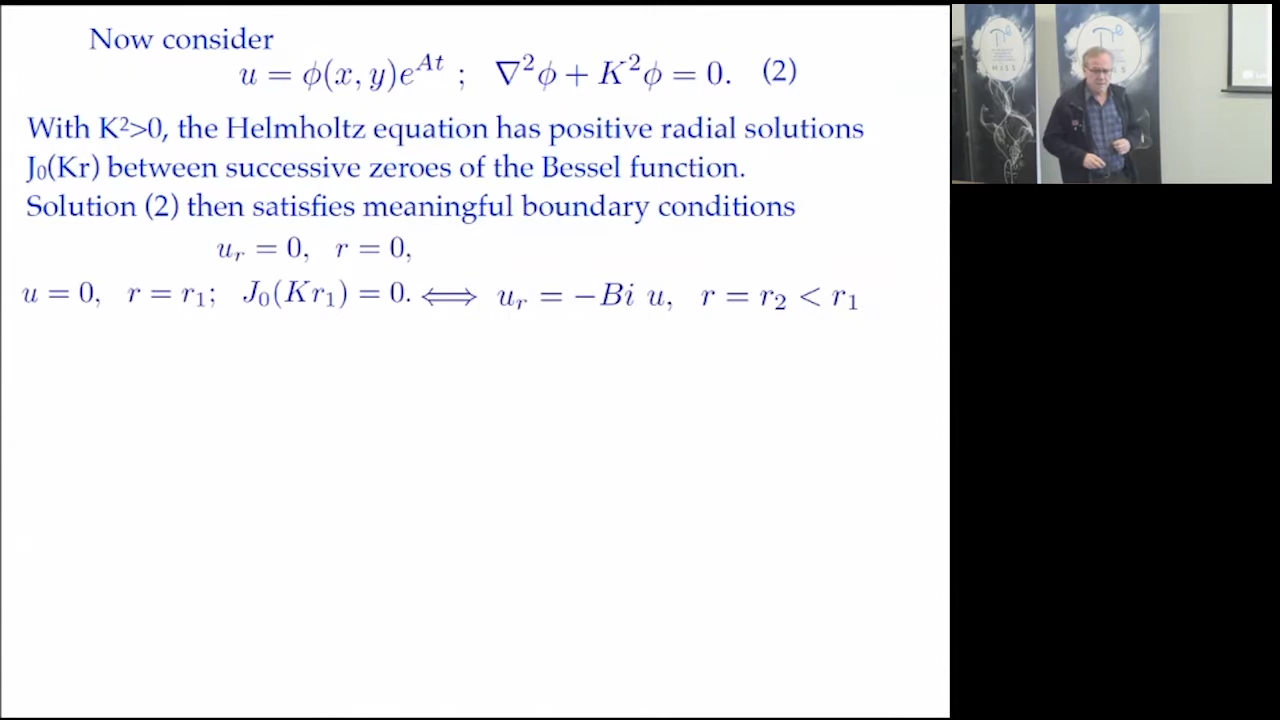 Now consider
u = ϕ(x, y)e^{At} ; ∇²ϕ + K²ϕ = 0. (2)
With K²>0, the Helmholtz equation has positive radial solutions
J₀(Kr) between successive zeroes of the Bessel function.
Solution (2) then satisfies meaningful boundary conditions
u_r = 0, r = 0,
u = 0, r = r₁; J₀(Kr₁) = 0. ⟺ u_r = −Bi u, r = r₂ < r₁